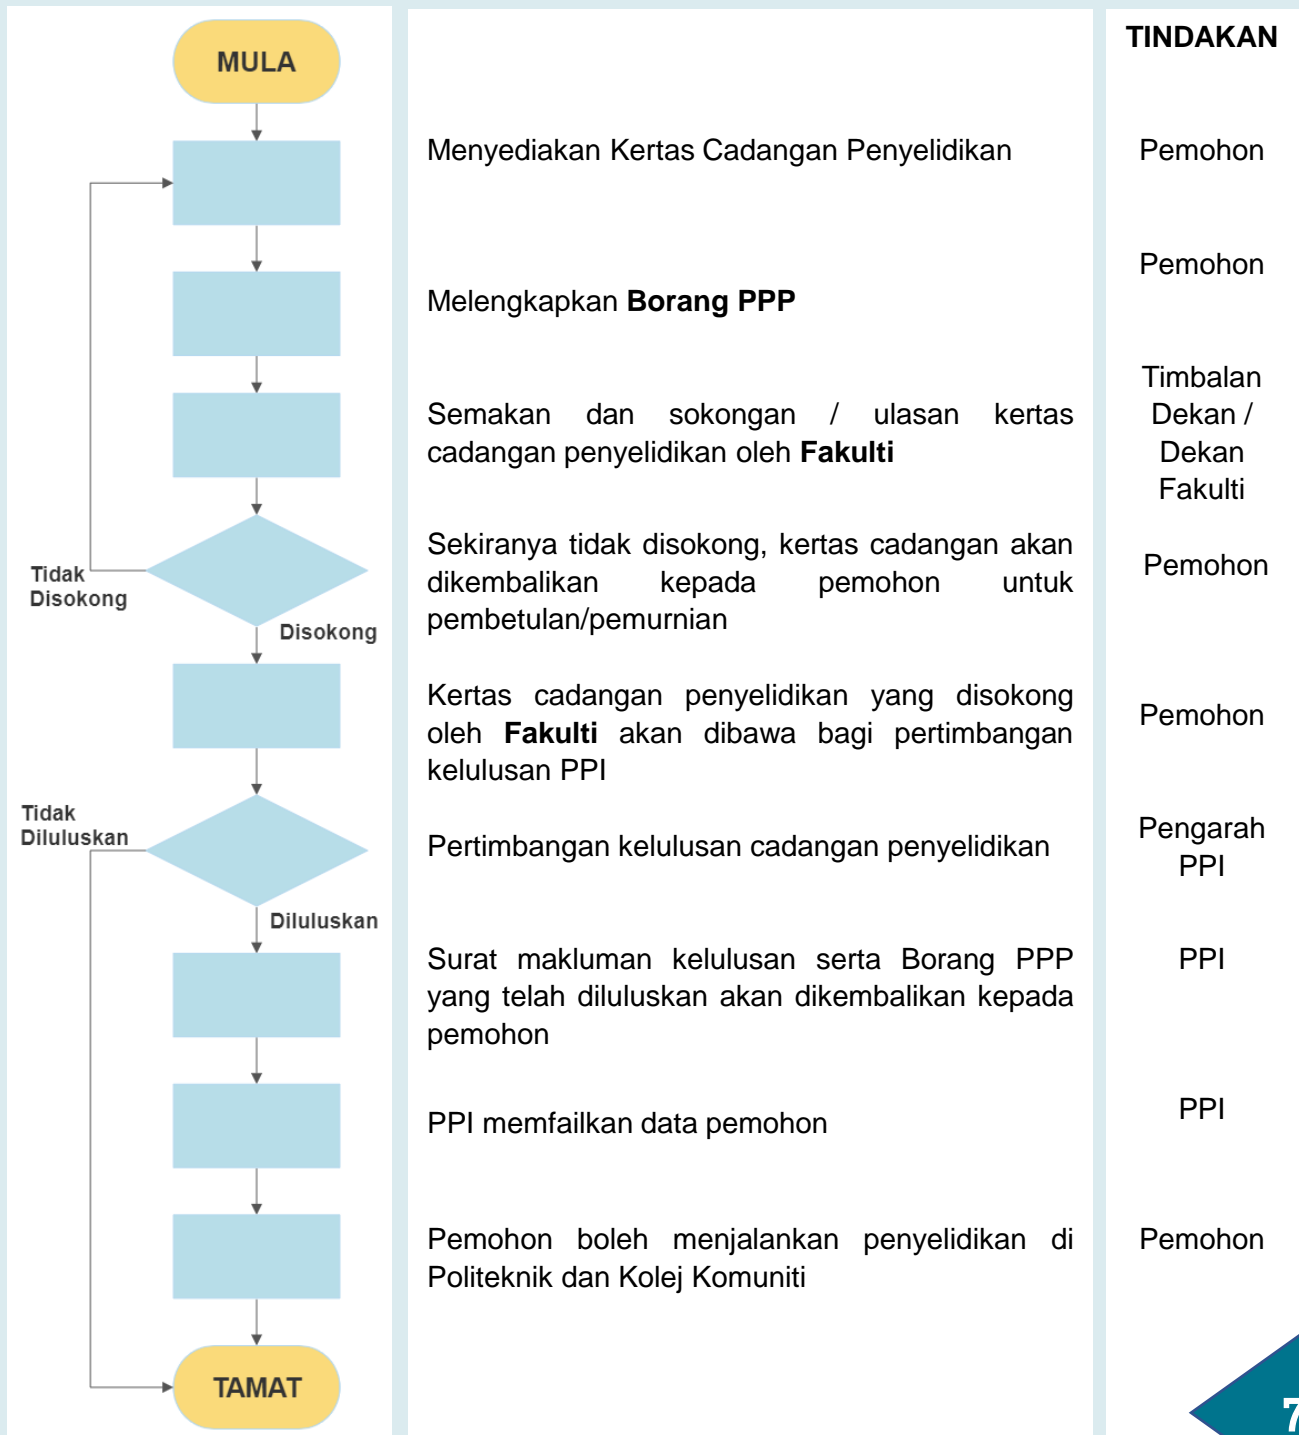 MULA
TINDAKAN
Menyediakan Kertas Cadangan Penyelidikan
Pemohon
Melengkapkan Borang PPP
Pemohon
Semakan dan sokongan / ulasan kertas
cadangan penyelidikan oleh Fakulti
Timbalan
Dekan /
Dekan
Fakulti
Tidak
Disokong
Disokong
Sekiranya tidak disokong, kertas cadangan akan
dikembalikan kepada pemohon untuk
pembetulan/pemurnian
Pemohon
Kertas cadangan penyelidikan yang disokong
oleh Fakulti akan dibawa bagi pertimbangan
kelulusan PPI
Pemohon
Tidak
Diluluskan
Diluluskan
Pertimbangan kelulusan cadangan penyelidikan
Pengarah
PPI
Surat makluman kelulusan serta Borang PPP
yang telah diluluskan akan dikembalikan kepada
pemohon
PPI
PPI memfailkan data pemohon
PPI
Pemohon boleh menjalankan penyelidikan di
Politeknik dan Kolej Komuniti
Pemohon
TAMAT
7